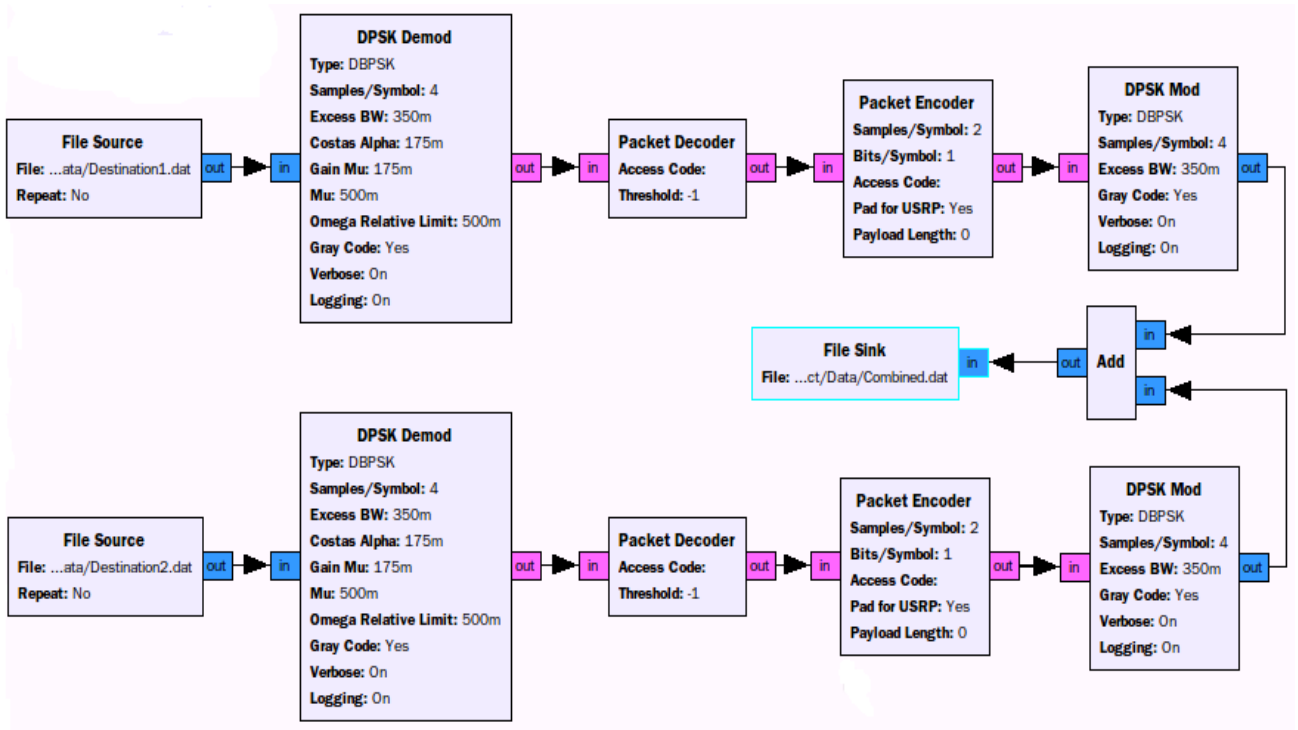 File Source
File: ...ata/Destination1.dat
Repeat: No
out
in
DPSK Demod
Type: DBPSK
Samples/Symbol: 4
Excess BW: 350m
Costas Alpha: 175m
Gain Mu: 175m
Mu: 500m
Omega Relative Limit: 500m
Gray Code: Yes
Verbose: On
Logging: On
out
in
Packet Decoder
Access Code:
Threshold: -1
out
in
Packet Encoder
Samples/Symbol: 2
Bits/Symbol: 1
Access Code:
Pad for USRP: Yes
Payload Length: 0
out
in
DPSK Mod
Type: DBPSK
Samples/Symbol: 4
Excess BW: 350m
Gray Code: Yes
Verbose: On
Logging: On
out
File Sink
File: ...ct/Data/Combined.dat
in
out
Add
in
in
File Source
File: ...ata/Destination2.dat
Repeat: No
out
in
DPSK Demod
Type: DBPSK
Samples/Symbol: 4
Excess BW: 350m
Costas Alpha: 175m
Gain Mu: 175m
Mu: 500m
Omega Relative Limit: 500m
Gray Code: Yes
Verbose: On
Logging: On
out
in
Packet Decoder
Access Code:
Threshold: -1
out
in
Packet Encoder
Samples/Symbol: 2
Bits/Symbol: 1
Access Code:
Pad for USRP: Yes
Payload Length: 0
out
in
DPSK Mod
Type: DBPSK
Samples/Symbol: 4
Excess BW: 350m
Gray Code: Yes
Verbose: On
Logging: On
out